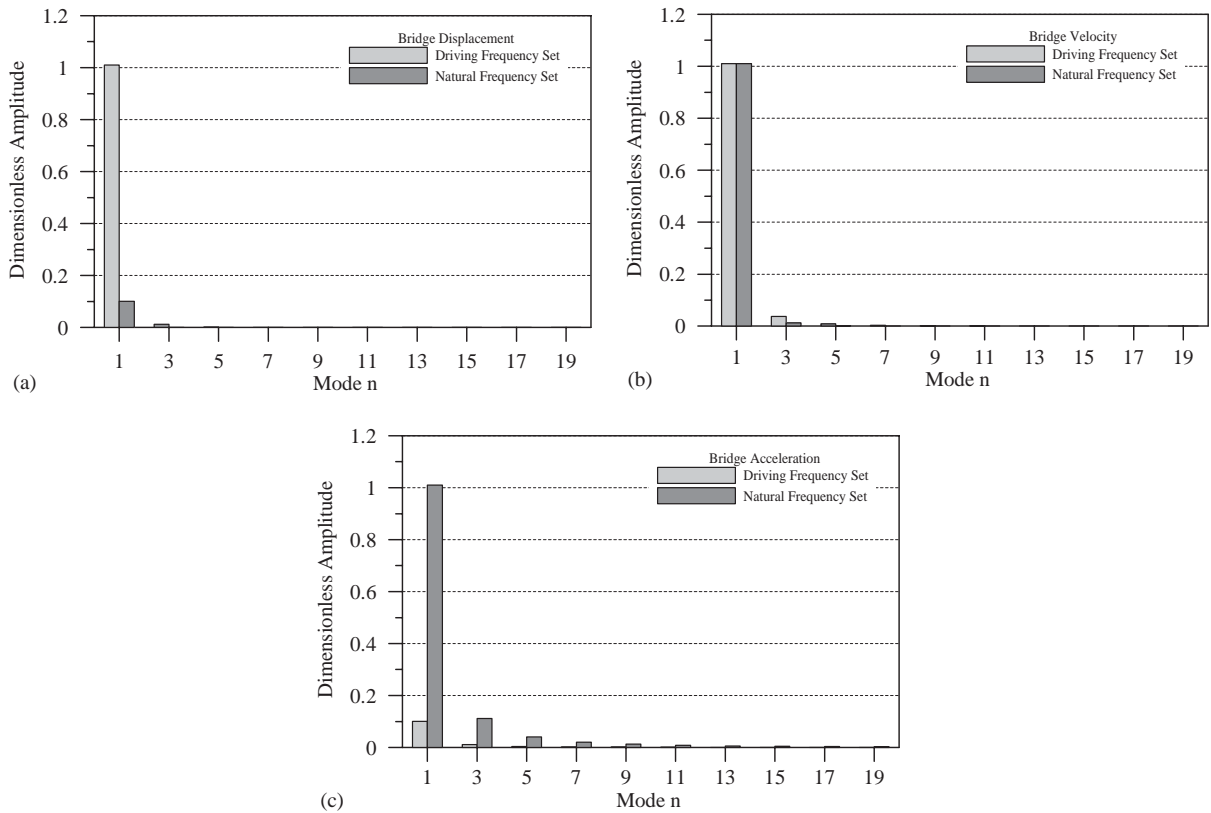 Bridge Displacement
Driving Frequency Set
Natural Frequency Set
Dimensionless Amplitude
1.2
1
0.8
0.6
0.4
0.2
0
1 3 5 7 9 11 13 15 17 19
Mode n
(a)
Bridge Velocity
Driving Frequency Set
Natural Frequency Set
Dimensionless Amplitude
1.2
1
0.8
0.6
0.4
0.2
0
1 3 5 7 9 11 13 15 17 19
Mode n
(b)
Bridge Acceleration
Driving Frequency Set
Natural Frequency Set
Dimensionless Amplitude
1.2
1
0.8
0.6
0.4
0.2
0
1 3 5 7 9 11 13 15 17 19
Mode n
(c)